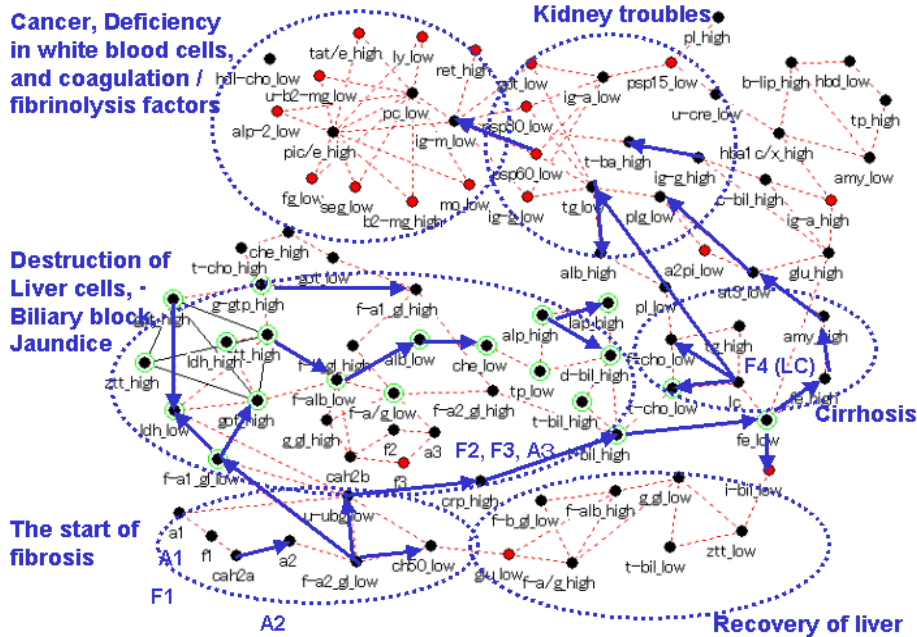 Cancer, Deficiency
in white blood cells,
and coagulation /
fibrinolysis factors
Kidney troubles
pl_high
tat/e_high
ly_low
ret_high
hdl-cho_low
u-b2-mg_low
got_low
ig-a_low
psp15_low
b-lip_high
hbd_low
pc_low
u-cre_low
tp_high
alp-2_low
pic/e_high
ig-m_low
psp30_low
t-ba_high
hba1c/x_high
psp60_low
ig-g_high
amy_low
fg_low
seg_low
b2-mg_high
mo_low
ig-g_low
tg_low
plg_low
c-bil_high
ig-a_high
che_high
t-cho_high
got_low
alb_high
a2pi_low
glu_high
Destruction of
Liver cells, -
Biliary block,
Jaundice
g-gtp_high
f-a1_gl_high
pl_low
at3_low
alp_high
lap_high
amy_high
ztt_high
ldh_high
alb_low
che_low
d-bil_high
f-cho_low
tg_high
F4 (LC)
f-alb_low
tp_low
t-cho_low
lc
fe_high
Cirrhosis
ldh_low
got_high
f-a/g_low
f-a2_gl_high
t-bil_high
g_gl_high
f2
a3
F2, F3, A3
fe_low
f-a1_gl_low
cah2b
f3
crp_high
i-bil_low
The start of
fibrosis
u-ubg_low
g_gl_low
f-b_gl_low
f-alb_high
a1
f1
a2
A1
cah2a
f-a2_gl_low
ch50_low
glu_low
f-a/g_high
t-bil_low
ztt_low
F1
A2
Recovery of liver